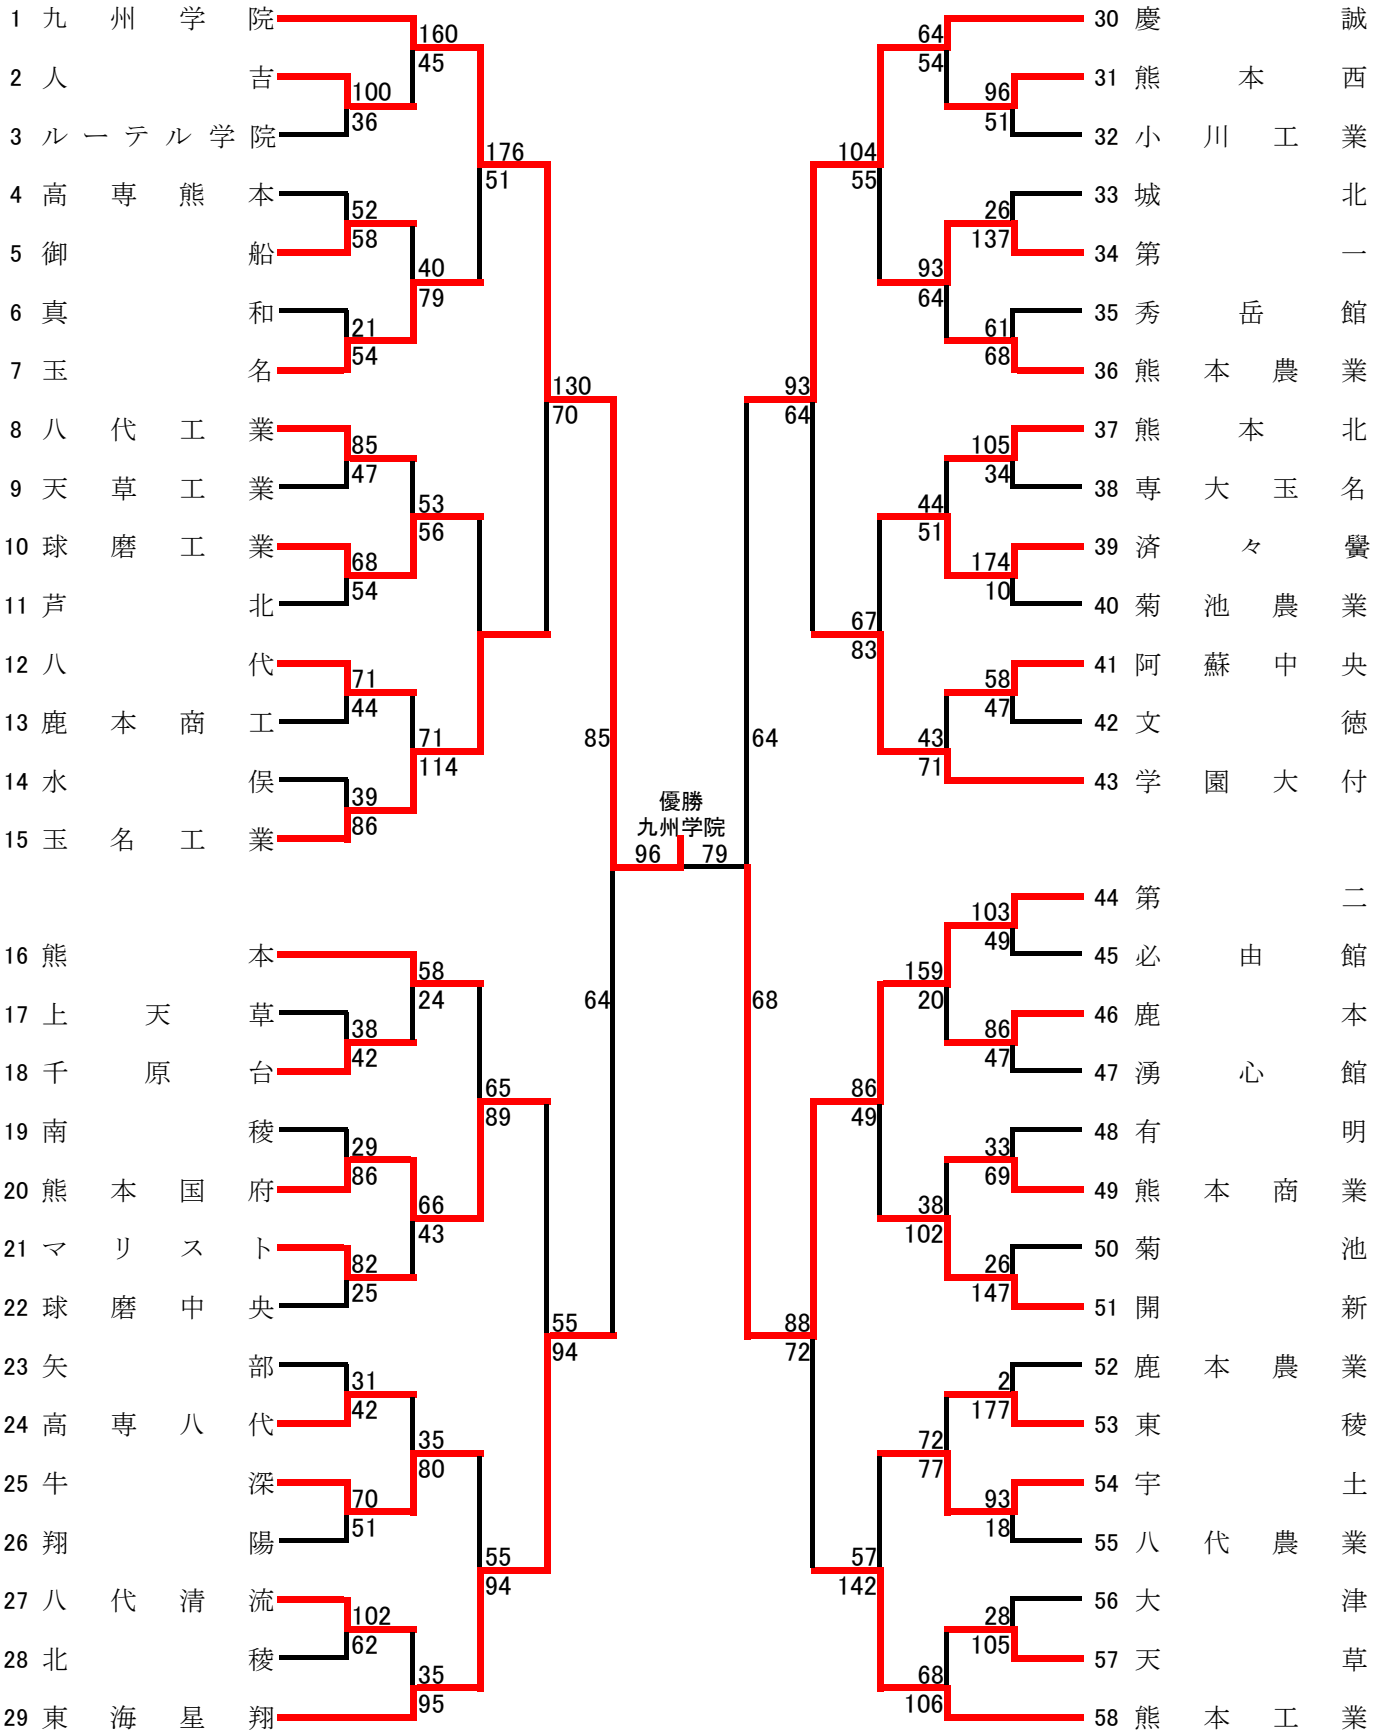 1 九州学院
2 人吉
3 ルーテル学院
4 高専熊本
5 御船
6 真和
7 玉名
8 八代工業
9 天草工業
10 球磨工業
11 芦北
12 八代
13 鹿本商工
14 水俣
15 玉名工業
16 熊本
17 上天草
18 千原台
19 南稜
20 熊本国府
21 マリスト
22 球磨中央
23 矢部
24 高専八代
25 牛深
26 翔陽
27 八代清流
28 北稜
29 東海星翔
160
45
100
36
176
51
52
58
40
79
21
54
130
70
85
47
53
56
68
54
71
44
71
114
39
86
85
58
24
38
42
64
65
89
29
86
66
43
82
25
55
94
31
42
35
80
70
51
55
94
102
62
35
95
優勝
九州学院
96 79
64
54
96
51
104
55
26
137
93
64
61
68
93
64
105
34
44
51
174
10
67
83
58
47
43
71
64
103
49
159
20
86
47
68
86
49
33
69
38
102
26
147
88
72
2
177
72
77
93
18
57
142
28
105
68
106
30 慶誠
31 熊本西
32 小川工業
33 城北
34 第一
35 秀岳館
36 熊本農業
37 熊本北
38 専大玉名
39 済々黌
40 菊池農業
41 阿蘇中央
42 文徳
43 学園大付
44 第二
45 必由館
46 鹿本
47 湧心館
48 有明
49 熊本商業
50 菊池
51 開新
52 鹿本農業
53 東稜
54 宇土
55 八代農業
56 大津
57 天草
58 熊本工業